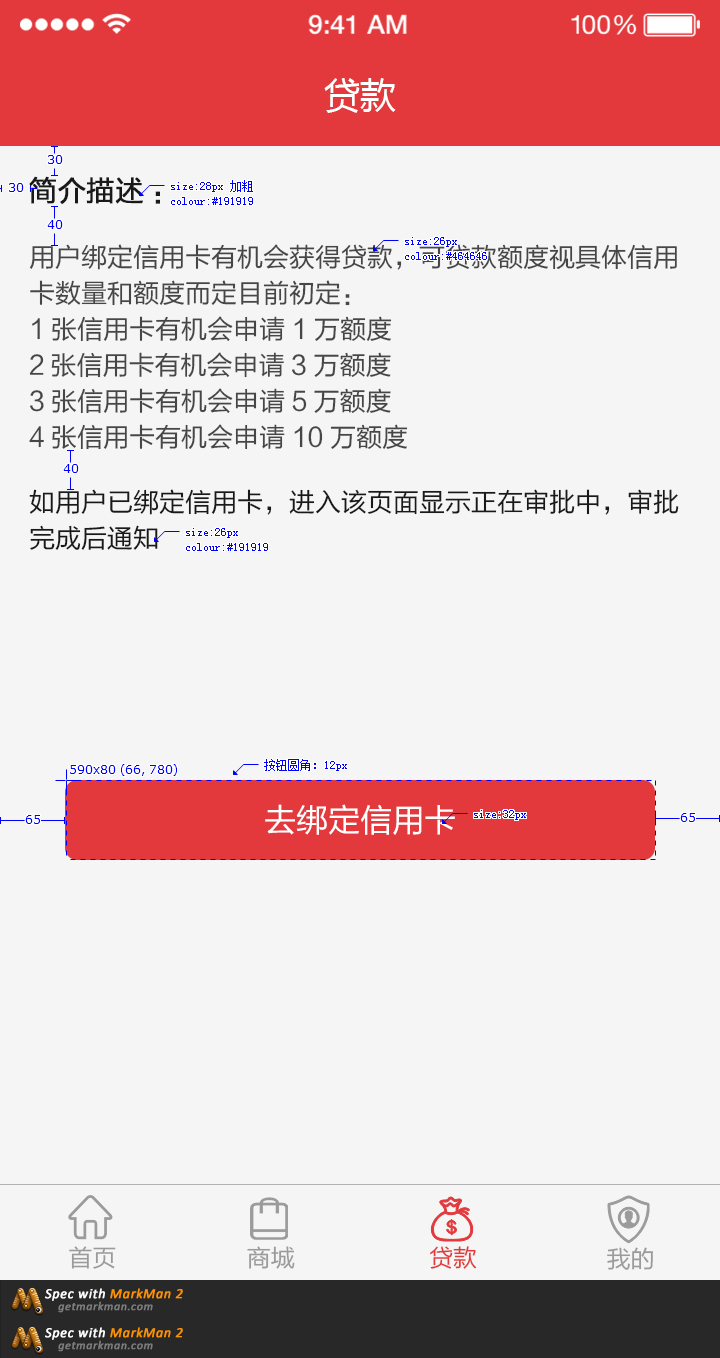 9:41 AM
100%
贷款
30
30
简介描述：
size:28px 加粗
colour:#191919
40
size:26px
colour:#464646
用户绑定信用卡有机会获得贷款，可贷款额度视具体信用
卡数量和额度而定目前初定：
1 张信用卡有机会申请 1 万额度
2 张信用卡有机会申请 3 万额度
3 张信用卡有机会申请 5 万额度
4 张信用卡有机会申请 10 万额度
40
如用户已绑定信用卡，进入该页面显示正在审批中，审批
完成后通知
size:26px
colour:#191919
590x80 (66, 780)
按钮圆角：12px
65
去绑定信用卡
size:32px
65
首页
商城
$
贷款
我的
Spec with MarkMan 2
getmarkman.com
Spec with MarkMan 2
getmarkman.com